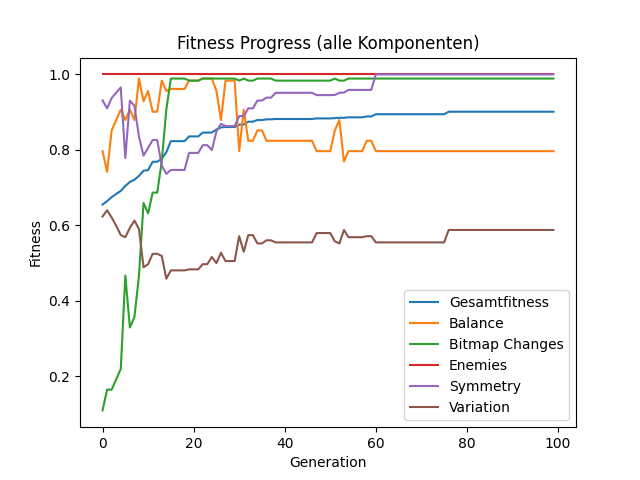 Fitness Progress (alle Komponenten)
Fitness
1.0
0.8
0.6
0.4
0.2
Gesamtfitness
Balance
Bitmap Changes
Enemies
Symmetry
Variation
0 20 40 60 80 100
Generation